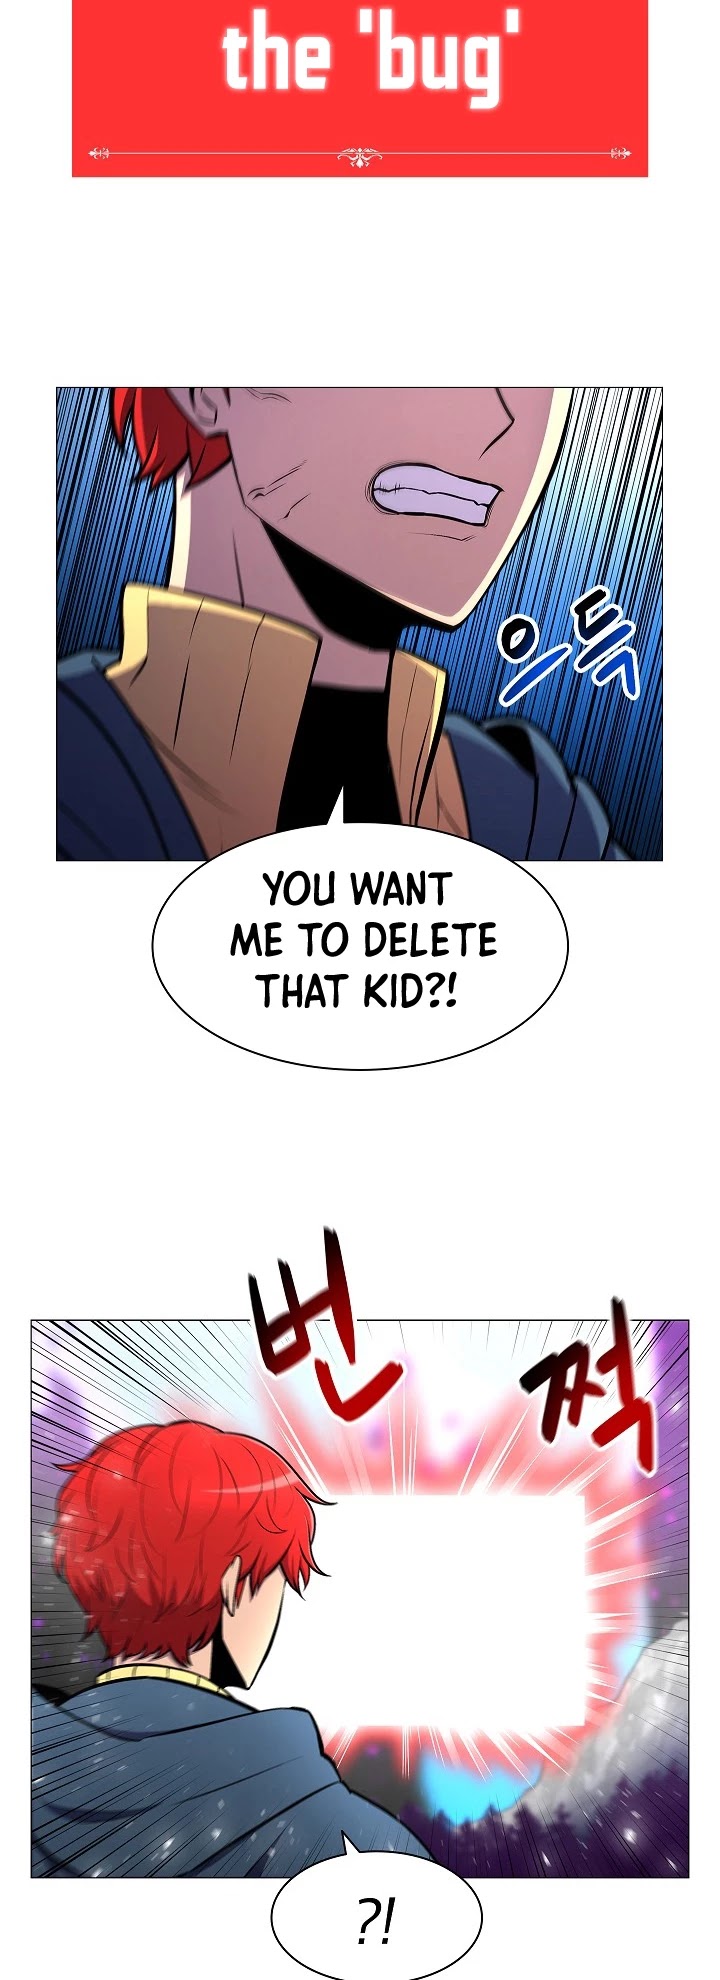 the 'bug'
으득
YOU WANT
ME TO DELETE
THAT KID?!
번쩍
?!